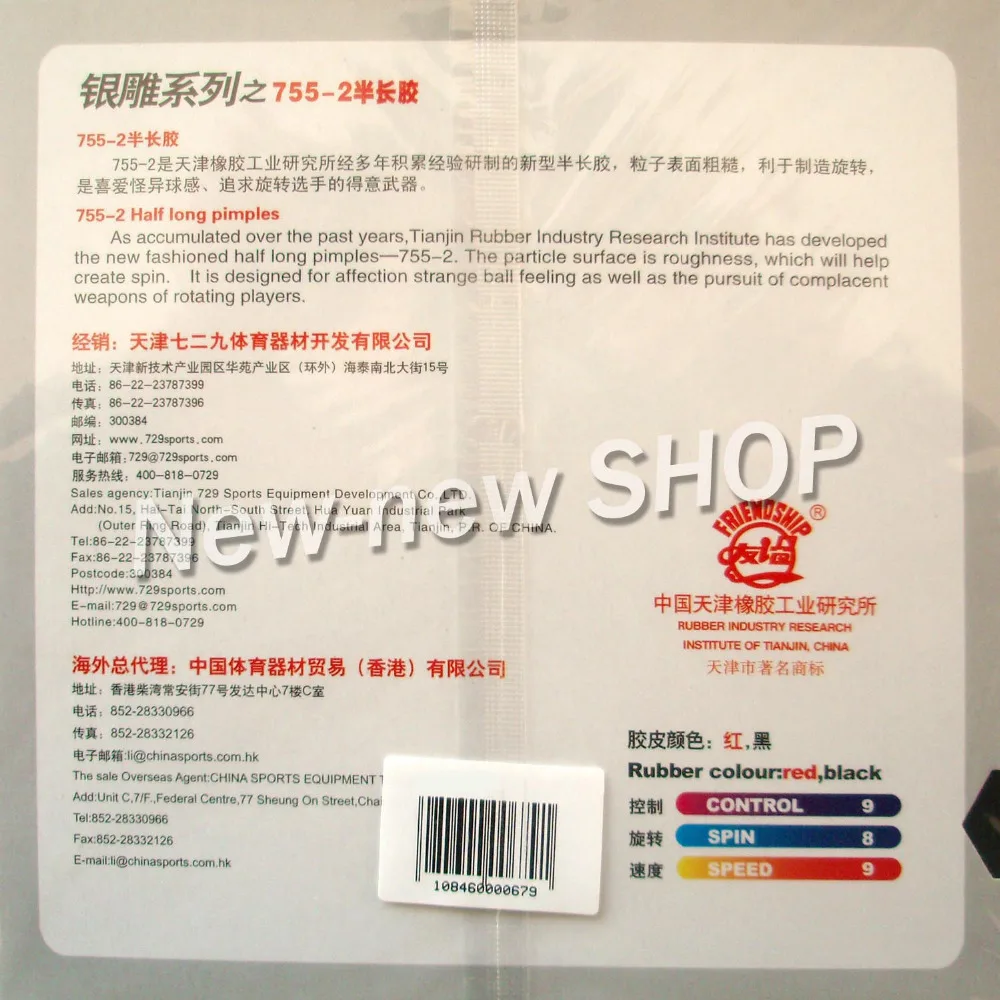 银雕系列之 755-2半长胶
755-2半长胶
755-2是天津橡胶工业研究所经多年积累经验研制的新型半长胶，粒子表面粗糙，利于制造旋转，
是喜爱怪异球感、追求旋转选手的得意武器。
755-2 Half long pimples
As accumulated over the past years,Tianjin Rubber Industry Research Institute has developed
the new fashioned half long pimples—755-2. The particle surface is roughness, which will help
create spin. It is designed for affection strange ball feeling as well as the pursuit of complacent
weapons of rotating players.
经销：天津七二九体育器材开发有限公司
地址：天津新技术产业园区华苑产业区（环外）海泰南北大街15号
电话：86-22-23787399
传真：86-22-23787396
邮编：300384
网址：www.729sports.com
电子邮箱:729@729sports.com
服务热线：400-818-0729
Sales agency:Tianjin 729 Sports Equipment Development Co.,LTD.
Add:No.15, Hai-Tai North-South Street, Hua Yuan Industrial Park
(Outer Ring Road), Tianjin Hi-Tech Industrial Area, Tianjin, P.R. OF CHINA.
Tel:86-22-23787399
Fax:86-22-23787396
Postcode:300384
Http://www.729sports.com
E-mail:729@729sports.com
Hotline:400-818-0729
New new SHOP
FRIENDSHIP®
友谊
中国天津橡胶工业研究所
RUBBER INDUSTRY RESEARCH
INSTITUTE OF TIANJIN, CHINA
天津市著名商标
海外总代理：中国体育器材贸易（香港）有限公司
地址：香港柴湾常安街77号发达中心7楼C室
电话：852-28330966
传真：852-28332126
电子邮箱:li@chinasports.com.hk
The sale Overseas Agent:CHINA SPORTS EQUIPMENT
Add:Unit C,7/F.,Federal Centre,77 Sheung On Street,Chai
Tel:852-28330966
Fax:852-28332126
E-mail:li@chinasports.com.hk
108460000679
胶皮颜色：红,黑
Rubber colour:red,black
控制 CONTROL 9
旋转 SPIN 8
速度 SPEED 9